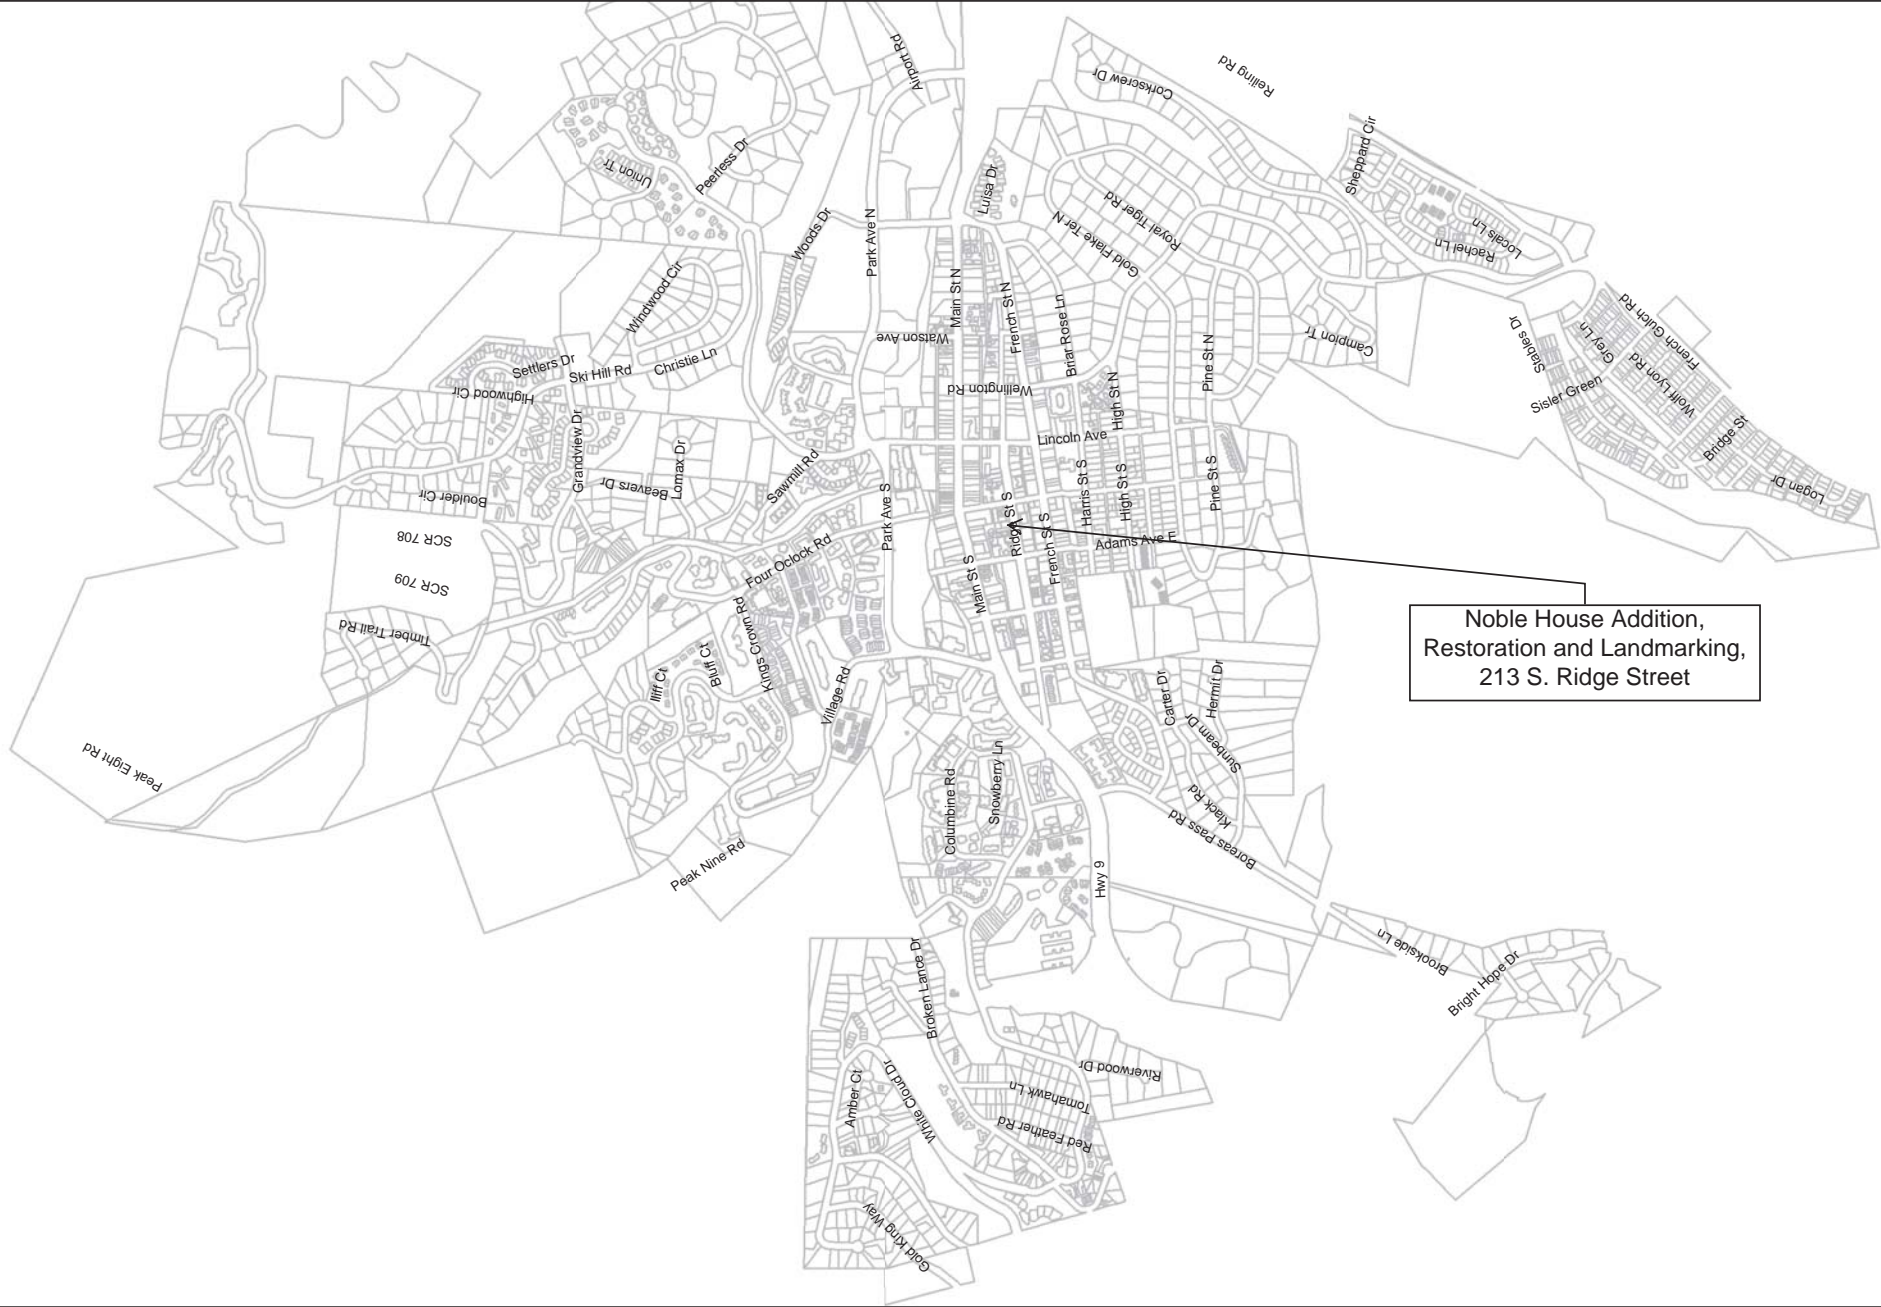 Airport Rd
Corkscrew Dr
Reiling Rd
Sheppard Cir
Union Tr
Peerless Dr
Luisa Dr
Woods Dr
Park Ave N
Royal Tiger Rd
Gold Flake Ter N
Locals Ln
Rachel Ln
Windwood Cir
Main St N
French St N
Briar Rose Ln
Watson Ave
Pine St N
Campion Tr
Stables Dr
Grey Ln
French Gulch Rd
Wolff Lyon Rd
Sisler Green
Bridge St
Logan Dr
Settlers Dr
Ski Hill Rd
Christie Ln
Highwood Cir
Wellington Rd
High St N
Lincoln Ave
Grandview Dr
Lomax Dr
Beavers Dr
Sawmill Rd
Boulder Cir
Park Ave S
Ridge St S
Harris St S
High St S
Pine St S
SCR 708
SCR 709
Four Oclock Rd
French St S
Adams Ave E
Main St S
Timber Trail Rd
Kings Crown Rd
Bluff Ct
Iliff Ct
Village Rd
Noble House Addition,
Restoration and Landmarking,
213 S. Ridge Street
Carter Dr
Hermit Dr
Sunbeam Dr
Peak Eight Rd
Columbine Rd
Snowberry Ln
Klack Rd
Boreas Pass Rd
Peak Nine Rd
Hwy 9
Broken Lance Dr
Brookside Ln
Bright Hope Dr
Amber Ct
White Cloud Dr
Riverwood Dr
Tomahawk Ln
Red Feather Rd
Gold King Way